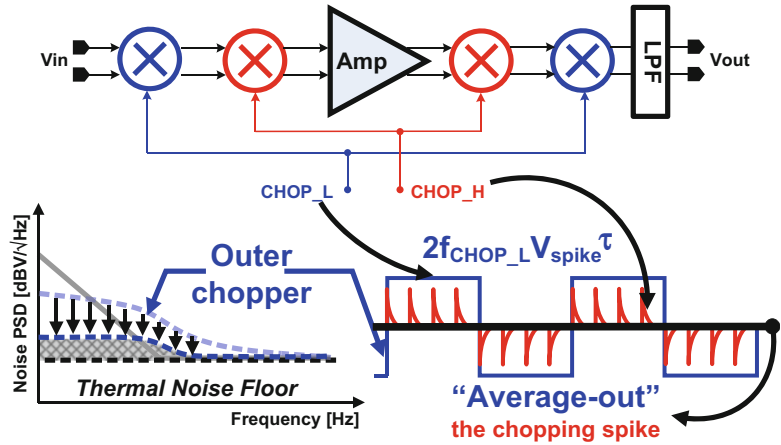 Vin
Amp
LPF
Vout
CHOP_L
CHOP_H
Noise PSD [dBV/√Hz]
Outer
chopper
2fCHOP_LVspikeτ
Thermal Noise Floor
Frequency [Hz]
“Average-out”
the chopping spike